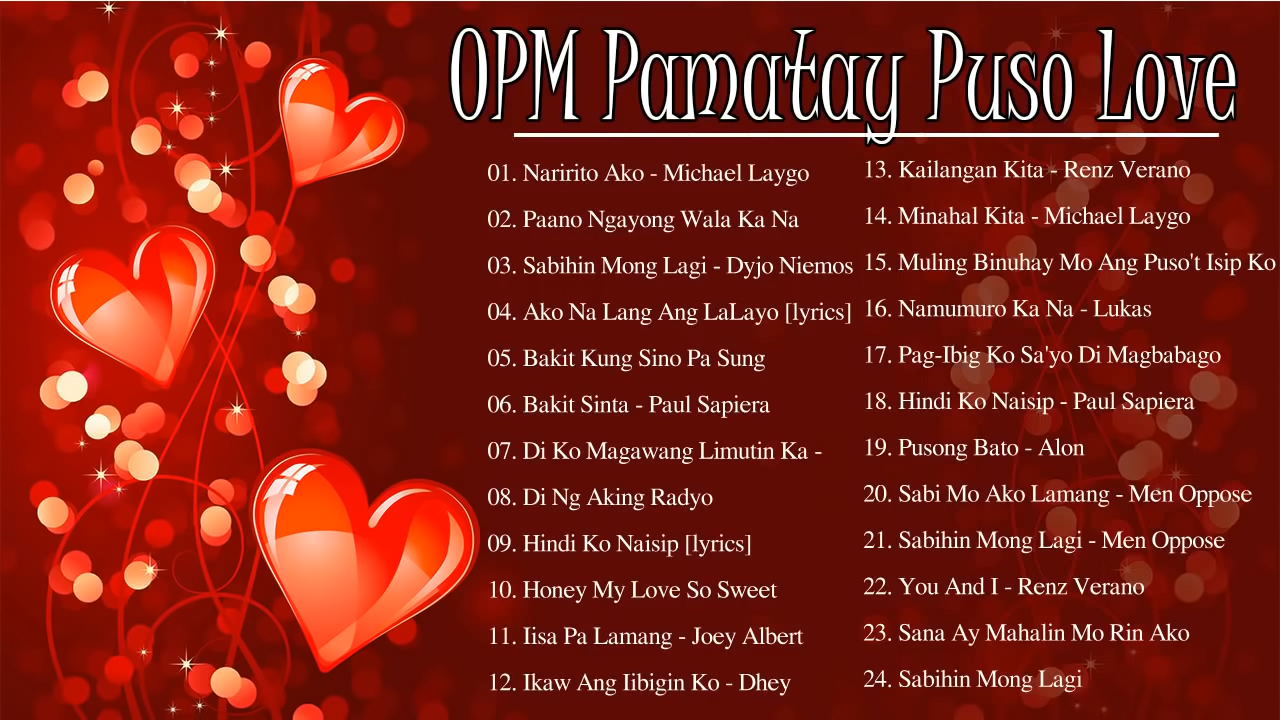 OPM Pamatay Puso Love
01. Naririto Ako - Michael Laygo
02. Paano Ngayong Wala Ka Na
03. Sabihin Mong Lagi - Dyjo Niemos
04. Ako Na Lang Ang LaLayo [lyrics]
05. Bakit Kung Sino Pa Sung
06. Bakit Sinta - Paul Sapiera
07. Di Ko Magawang Limutin Ka -
08. Di Ng Aking Radyo
09. Hindi Ko Naisip [lyrics]
10. Honey My Love So Sweet
11. Iisa Pa Lamang - Joey Albert
12. Ikaw Ang Iibigin Ko - Dhey
13. Kailangan Kita - Renz Verano
14. Minahal Kita - Michael Laygo
15. Muling Binuhay Mo Ang Puso't Isip Ko
16. Namumuro Ka Na - Lukas
17. Pag-Ibig Ko Sa'yo Di Magbabago
18. Hindi Ko Naisip - Paul Sapiera
19. Pusong Bato - Alon
20. Sabi Mo Ako Lamang - Men Oppose
21. Sabihin Mong Lagi - Men Oppose
22. You And I - Renz Verano
23. Sana Ay Mahalin Mo Rin Ako
24. Sabihin Mong Lagi